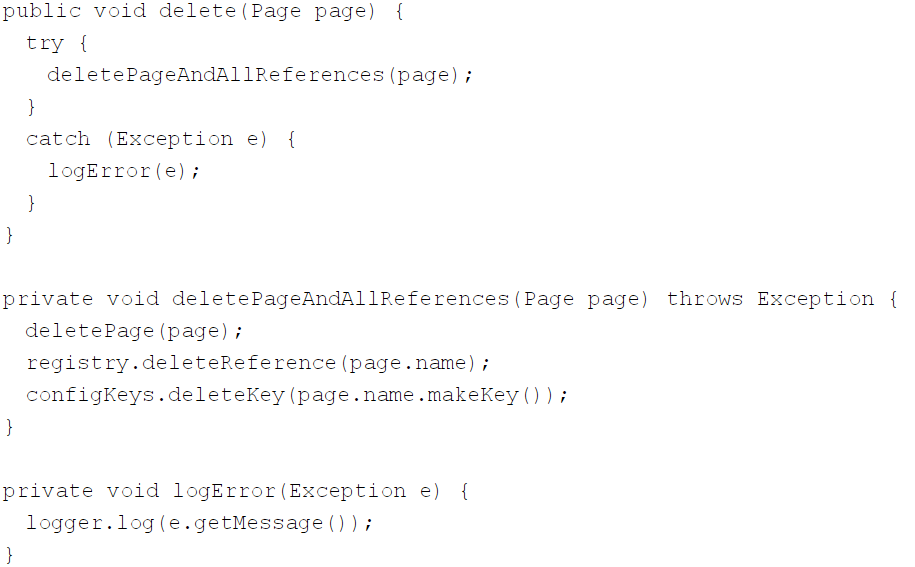 public void delete(Page page) {
  try {
    deletePageAndAllReferences(page);
  }
  catch (Exception e) {
    logError(e);
  }
}

private void deletePageAndAllReferences(Page page) throws Exception {
  deletePage(page);
  registry.deleteReference(page.name);
  configKeys.deleteKey(page.name.makeKey());
}

private void logError(Exception e) {
  logger.log(e.getMessage());
}